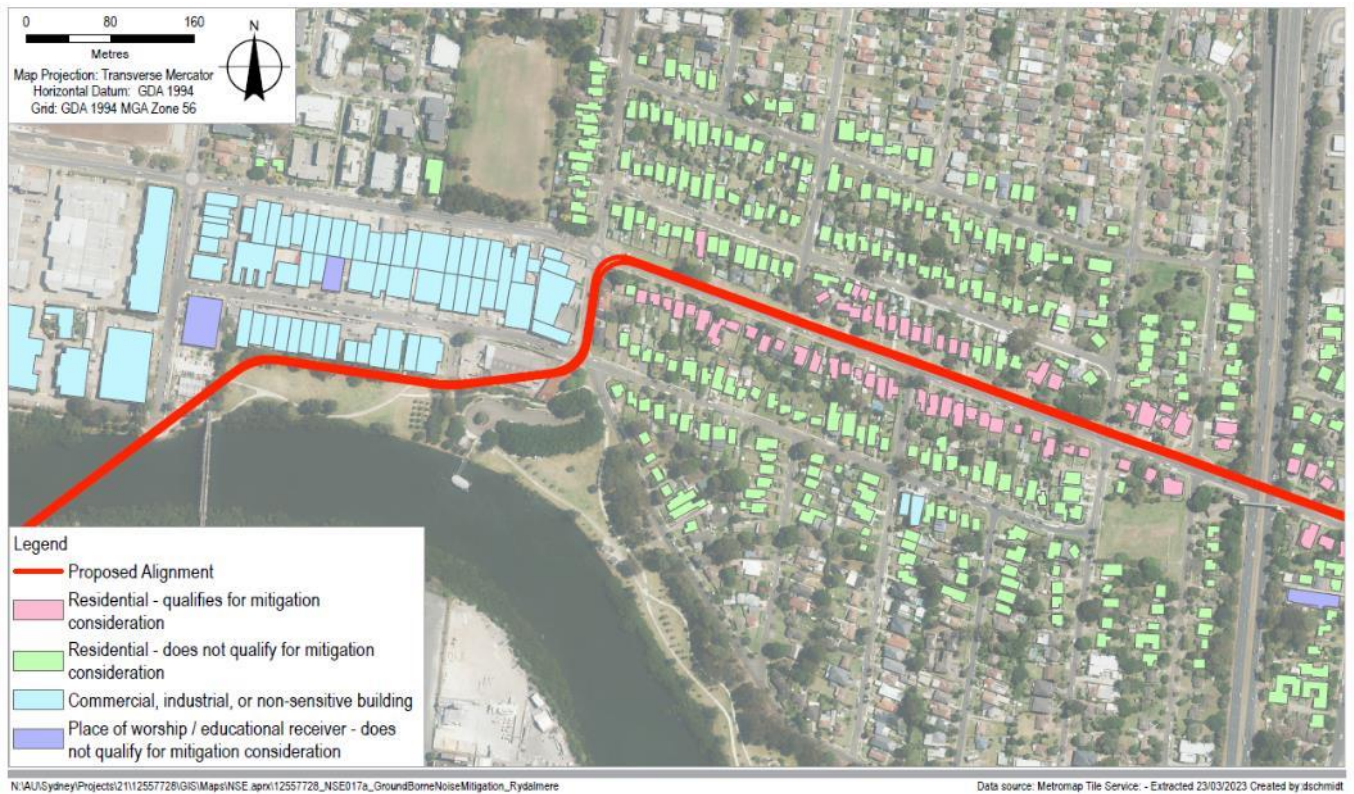 0 80 160
Metres
N
Map Projection: Transverse Mercator
Horizontal Datum: GDA 1994
Grid: GDA 1994 MGA Zone 56
Legend
Proposed Alignment
Residential - qualifies for mitigation
consideration
Residential - does not qualify for mitigation
consideration
Commercial, industrial, or non-sensitive building
Place of worship / educational receiver - does
not qualify for mitigation consideration
N:\AU\Sydney\Projects\21\12557728\GIS\Maps\NSE.aprx\12557728_NSE017a_GroundBorneNoiseMitigation_Rydalmere
Data source: Metromap Tile Service: - Extracted 23/03/2023 Created by:dschmidt